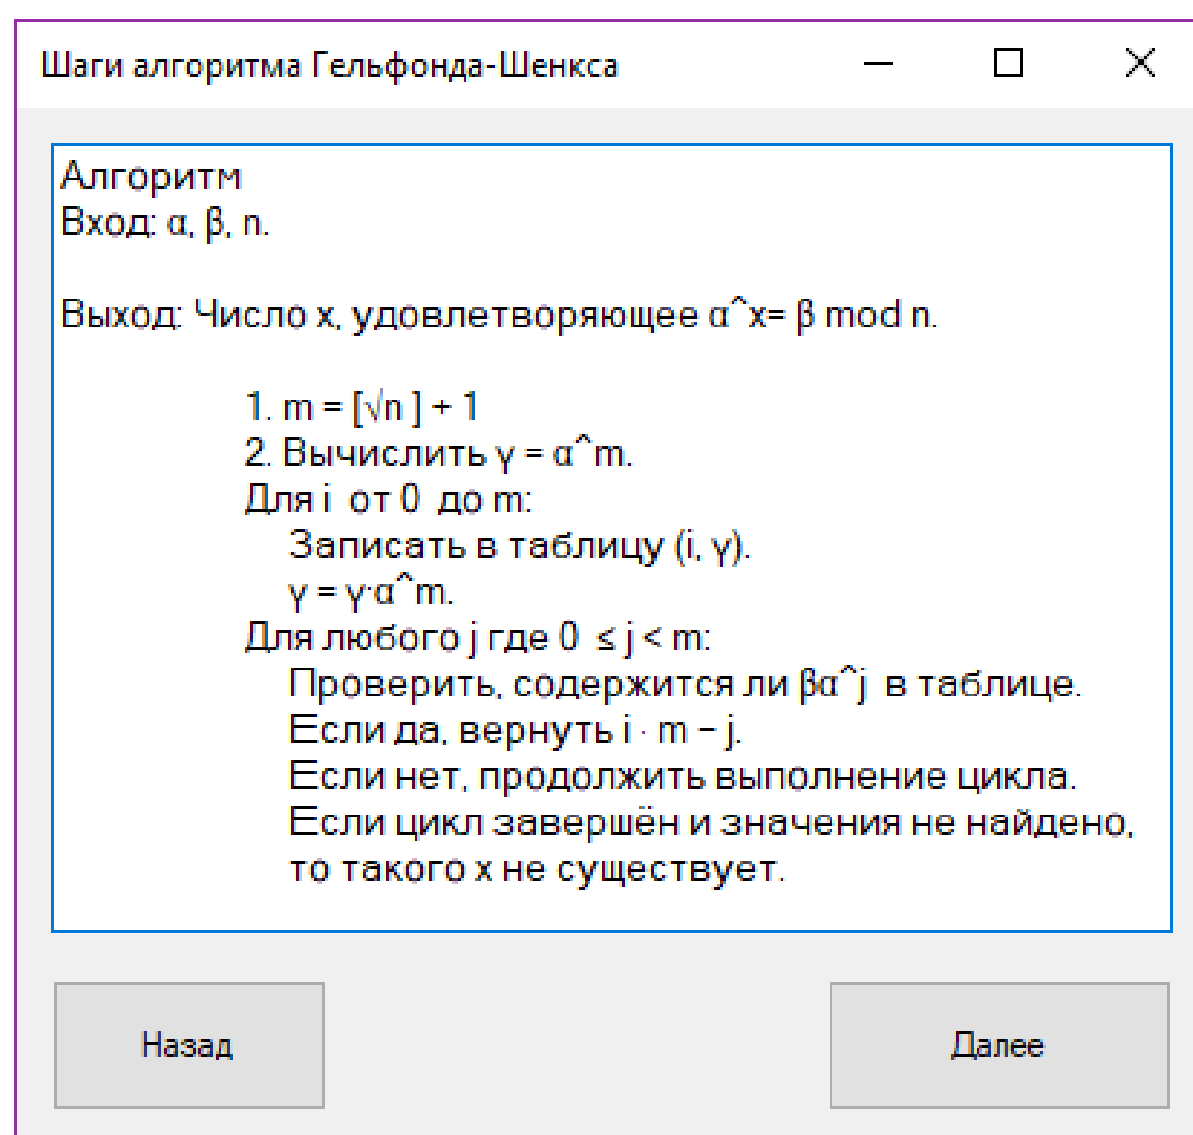 Шаги алгоритма Гельфонда-Шенкса
Алгоритм
Вход: α, β, n.
Выход: Число x, удовлетворяющее α^x= β mod n.
1. m = [√n ] + 1
2. Вычислить γ = α^m.
Для i от 0 до m:
Записать в таблицу (i, γ).
γ = γ·α^m.
Для любого j где 0 ≤ j < m:
Проверить, содержится ли βα^j в таблице.
Если да, вернуть i · m − j.
Если нет, продолжить выполнение цикла.
Если цикл завершён и значения не найдено,
то такого x не существует.
Назад
Далее